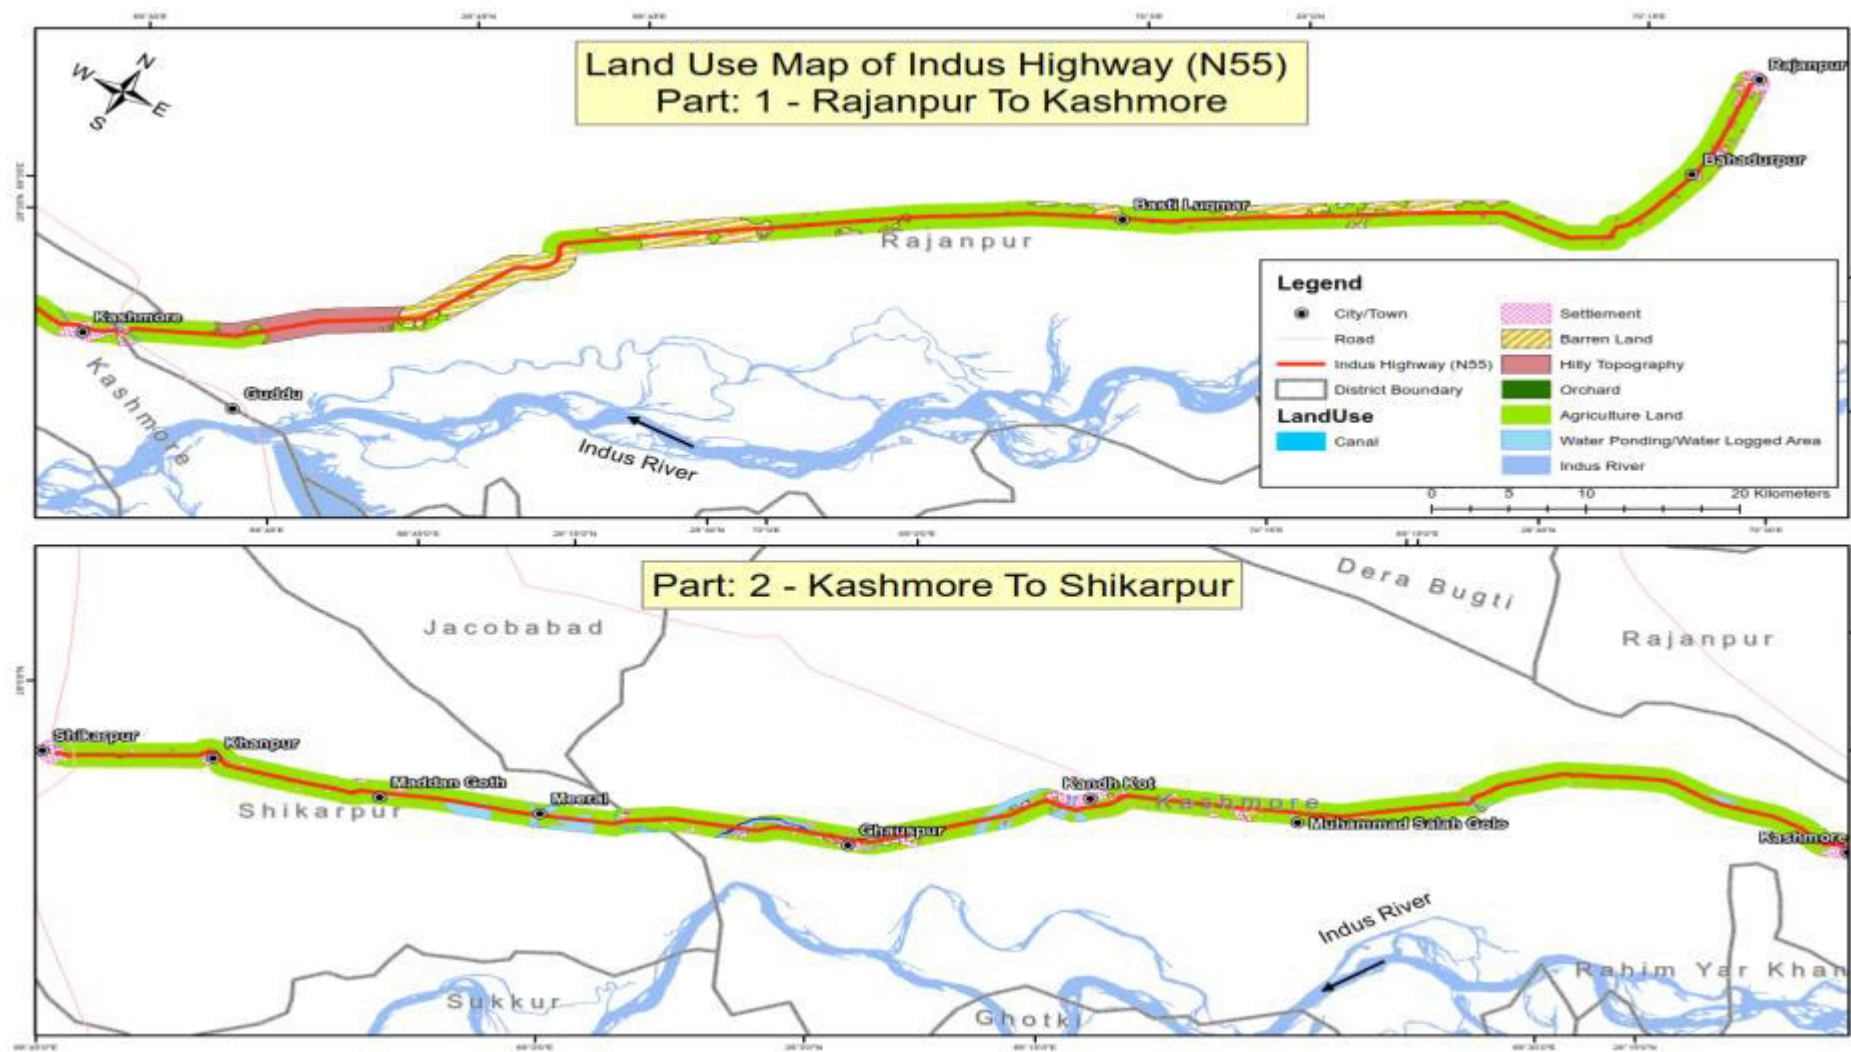 Land Use Map of Indus Highway (N55)
Part: 1 - Rajanpur To Kashmore
N
W
E
S
Rajanpur
Bahadurpur
Basti Luqmar
Rajanpur
Kashmore
Kashmore
Guddu
Indus River
Legend
City/Town
Road
Indus Highway (N55)
District Boundary
LandUse
Canal
Settlement
Barren Land
Hilly Topography
Orchard
Agriculture Land
Water Ponding/Water Logged Area
Indus River
0 5 10 20 Kilometers
Part: 2 - Kashmore To Shikarpur
Dera Bugti
Jacobabad
Rajanpur
Shikarpur
Khanpur
Maddan Goth
Meeral
Shikarpur
Kandh Kot
Kashmore
Ghauspur
Muhammad Salah Golo
Kashmore
Indus River
Rahim Yar Khan
Sukkur
Ghotki